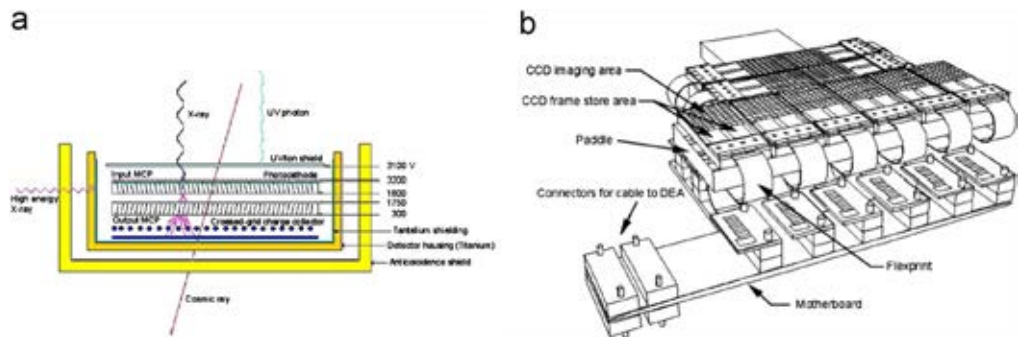 a
X-ray
UV photon
UV/Ion shield
3100 V
Input MCP
Photocathode
3200
1800
1750
300
High energy
X-ray
Output MCP
Crossed-grid charge collector
Tantalum shielding
Detector housing (Titanium)
Anticoincidence shield
Cosmic ray
b
CCD imaging area
CCD frame store area
Paddle
Connectors for cable to DEA
Flexprint
Motherboard